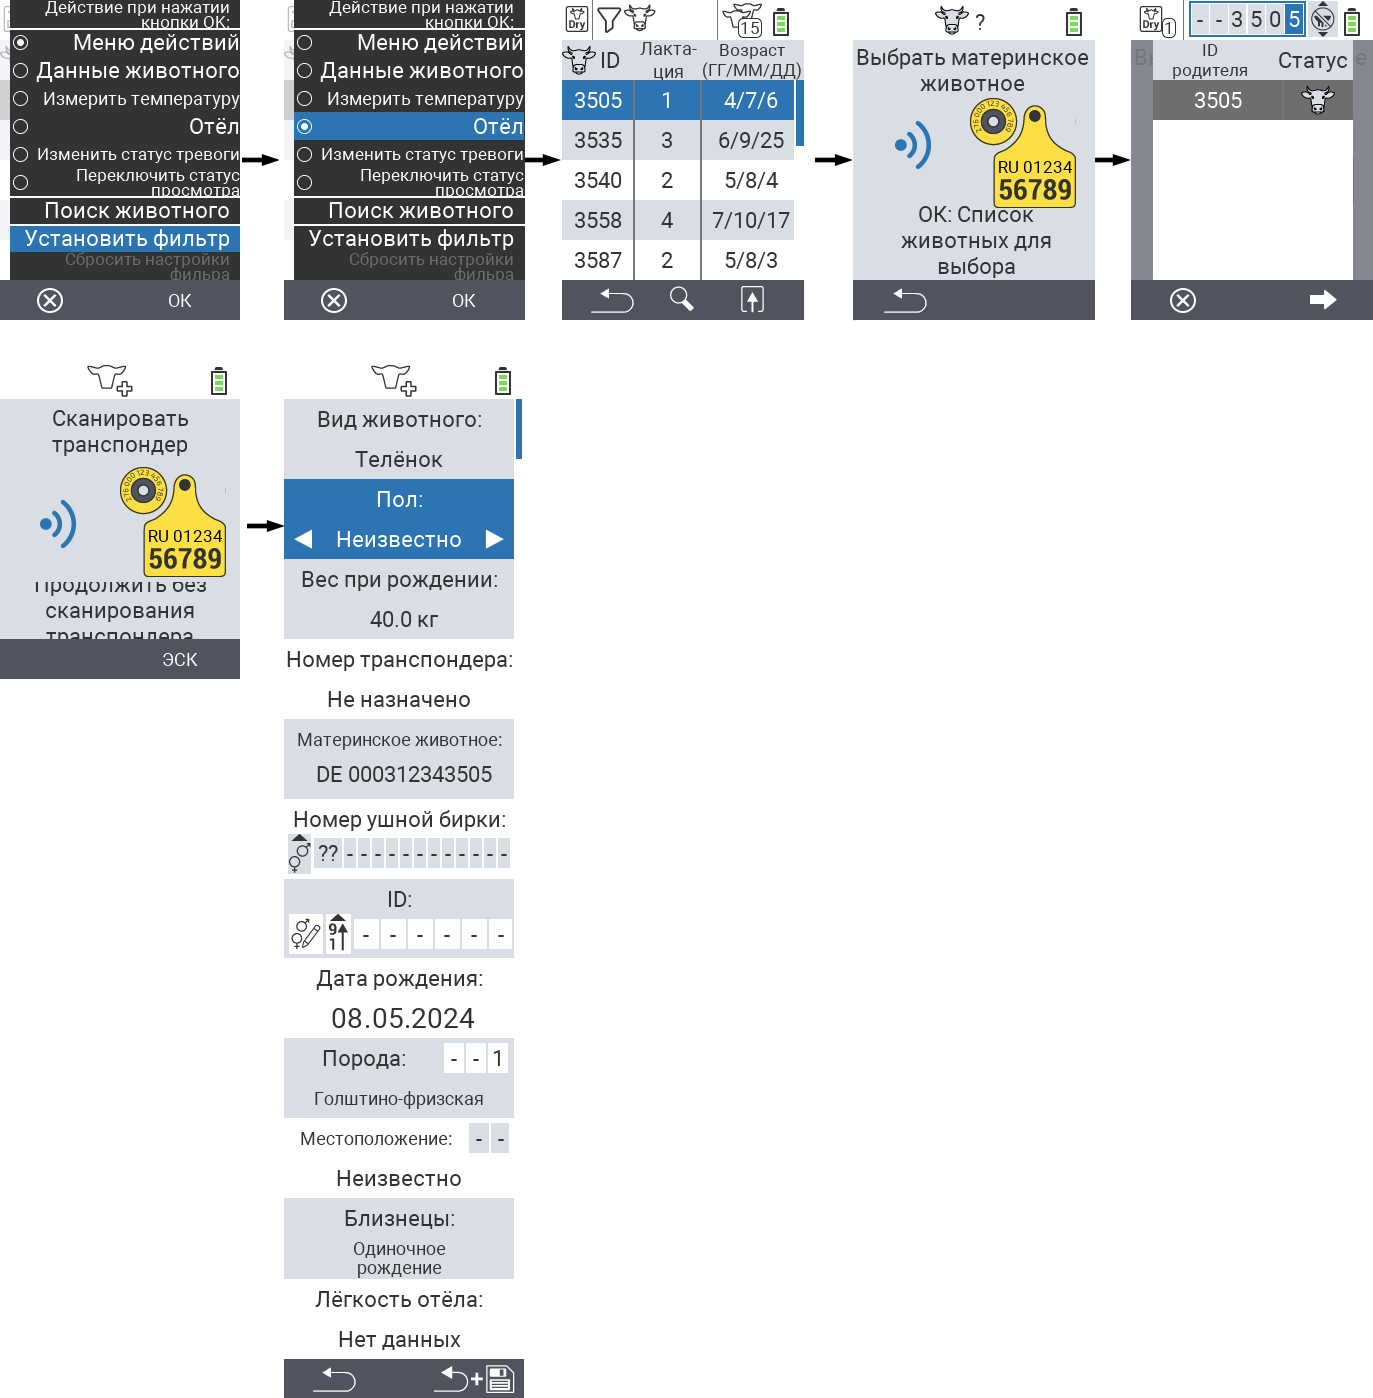 Действие при нажатии
кнопки OK:
Меню действий
Данные животного
Измерить температуру
Отёл
Изменить статус тревоги
Переключить статус
просмотра
Поиск животного
Установить фильтр
Сбросить настройки
фильра
OK
Действие при нажатии
кнопки OK:
Меню действий
Данные животного
Измерить температуру
Отёл
Изменить статус тревоги
Переключить статус
просмотра
Поиск животного
Установить фильтр
Сбросить настройки
фильра
OK
Dry
15
ID
Лакта-
ция
Возраст
(ГГ/ММ/ДД)
3505 1 4/7/6
3535 3 6/9/25
3540 2 5/8/4
3558 4 7/10/17
3587 2 5/8/3
?
Выбрать материнское
животное
276 000 123 456 789
RU 01234
56789
ОК: Список
животных для
выбора
Dry 1
- - 3 5 0 5
ID
родителя
Статус
3505
Сканировать
транспондер
276 000 123 456 789
RU 01234
56789
Продолжить без
сканирования
транспондера
ЭСК
Вид животного:
Телёнок
Пол:
Неизвестно
Вес при рождении:
40.0 кг
Номер транспондера:
Не назначено
Материнское животное:
DE 000312343505
Номер ушной бирки:
?? - - - - - - - - - - - -
ID:
9
1
- - - - - -
Дата рождения:
08.05.2024
Порода: - - 1
Голштино-фризская
Местоположение: - -
Неизвестно
Близнецы:
Одиночное
рождение
Лёгкость отёла:
Нет данных
+